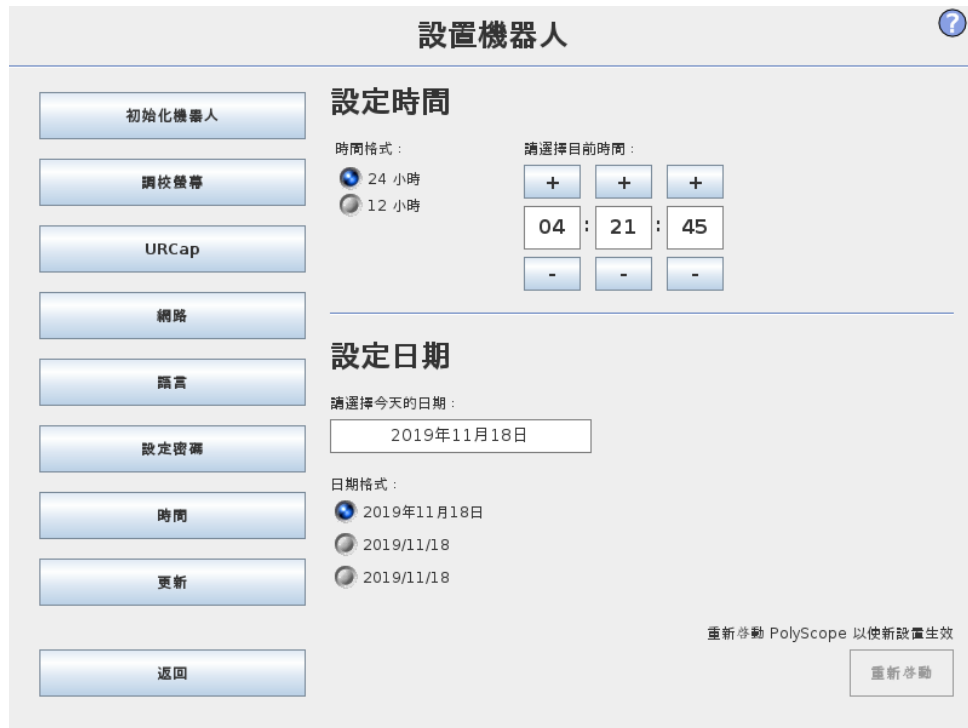 設置機器人
?
初始化機器人
調校螢幕
URCap
網路
語言
設定密碼
時間
更新
返回
設定時間
時間格式：
24 小時
12 小時
請選擇目前時間：
+ + +
04 : 21 : 45
- - -
設定日期
請選擇今天的日期：
2019年11月18日
日期格式：
2019年11月18日
2019/11/18
2019/11/18
重新啓動 PolyScope 以使新設置生效
重新啓動